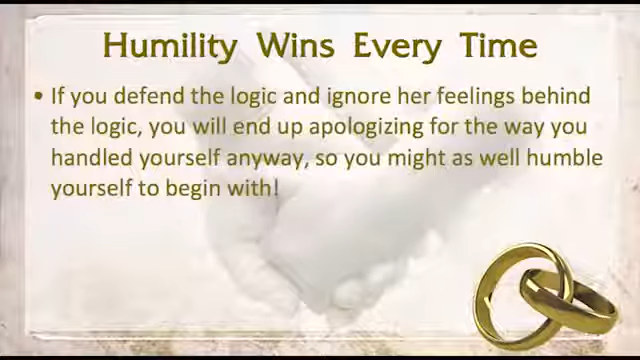 Humility Wins Every Time
• If you defend the logic and ignore her feelings behind
the logic, you will end up apologizing for the way you
handled yourself anyway, so you might as well humble
yourself to begin with!